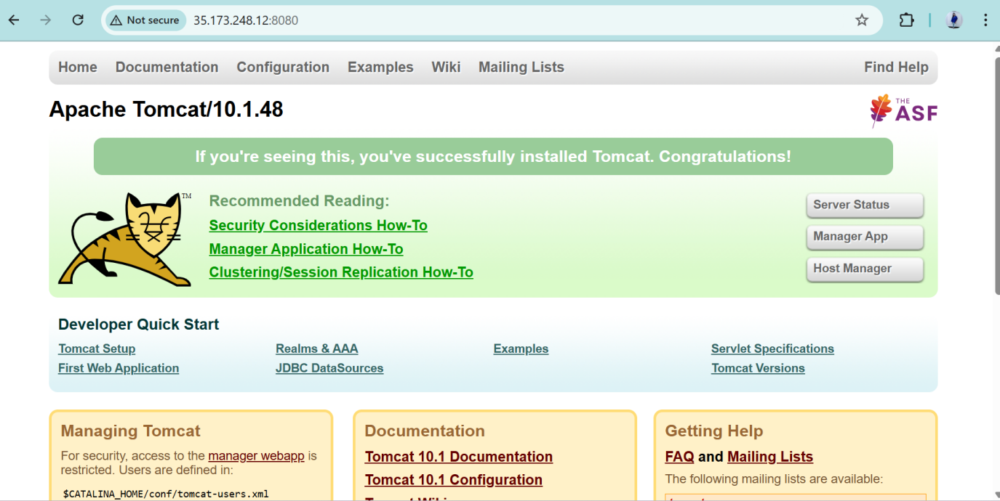 Not secure 35.173.248.12:8080
Home Documentation Configuration Examples Wiki Mailing Lists Find Help
Apache Tomcat/10.1.48
THE
ASF
If you're seeing this, you've successfully installed Tomcat. Congratulations!
TM
Recommended Reading:
Security Considerations How-To
Manager Application How-To
Clustering/Session Replication How-To
Server Status
Manager App
Host Manager
Developer Quick Start
Tomcat Setup
First Web Application
Realms & AAA
JDBC DataSources
Examples
Servlet Specifications
Tomcat Versions
Managing Tomcat
For security, access to the manager webapp is
restricted. Users are defined in:
$CATALINA_HOME/conf/tomcat-users.xml
Documentation
Tomcat 10.1 Documentation
Tomcat 10.1 Configuration
Tomcat Wiki
Getting Help
FAQ and Mailing Lists
The following mailing lists are available: